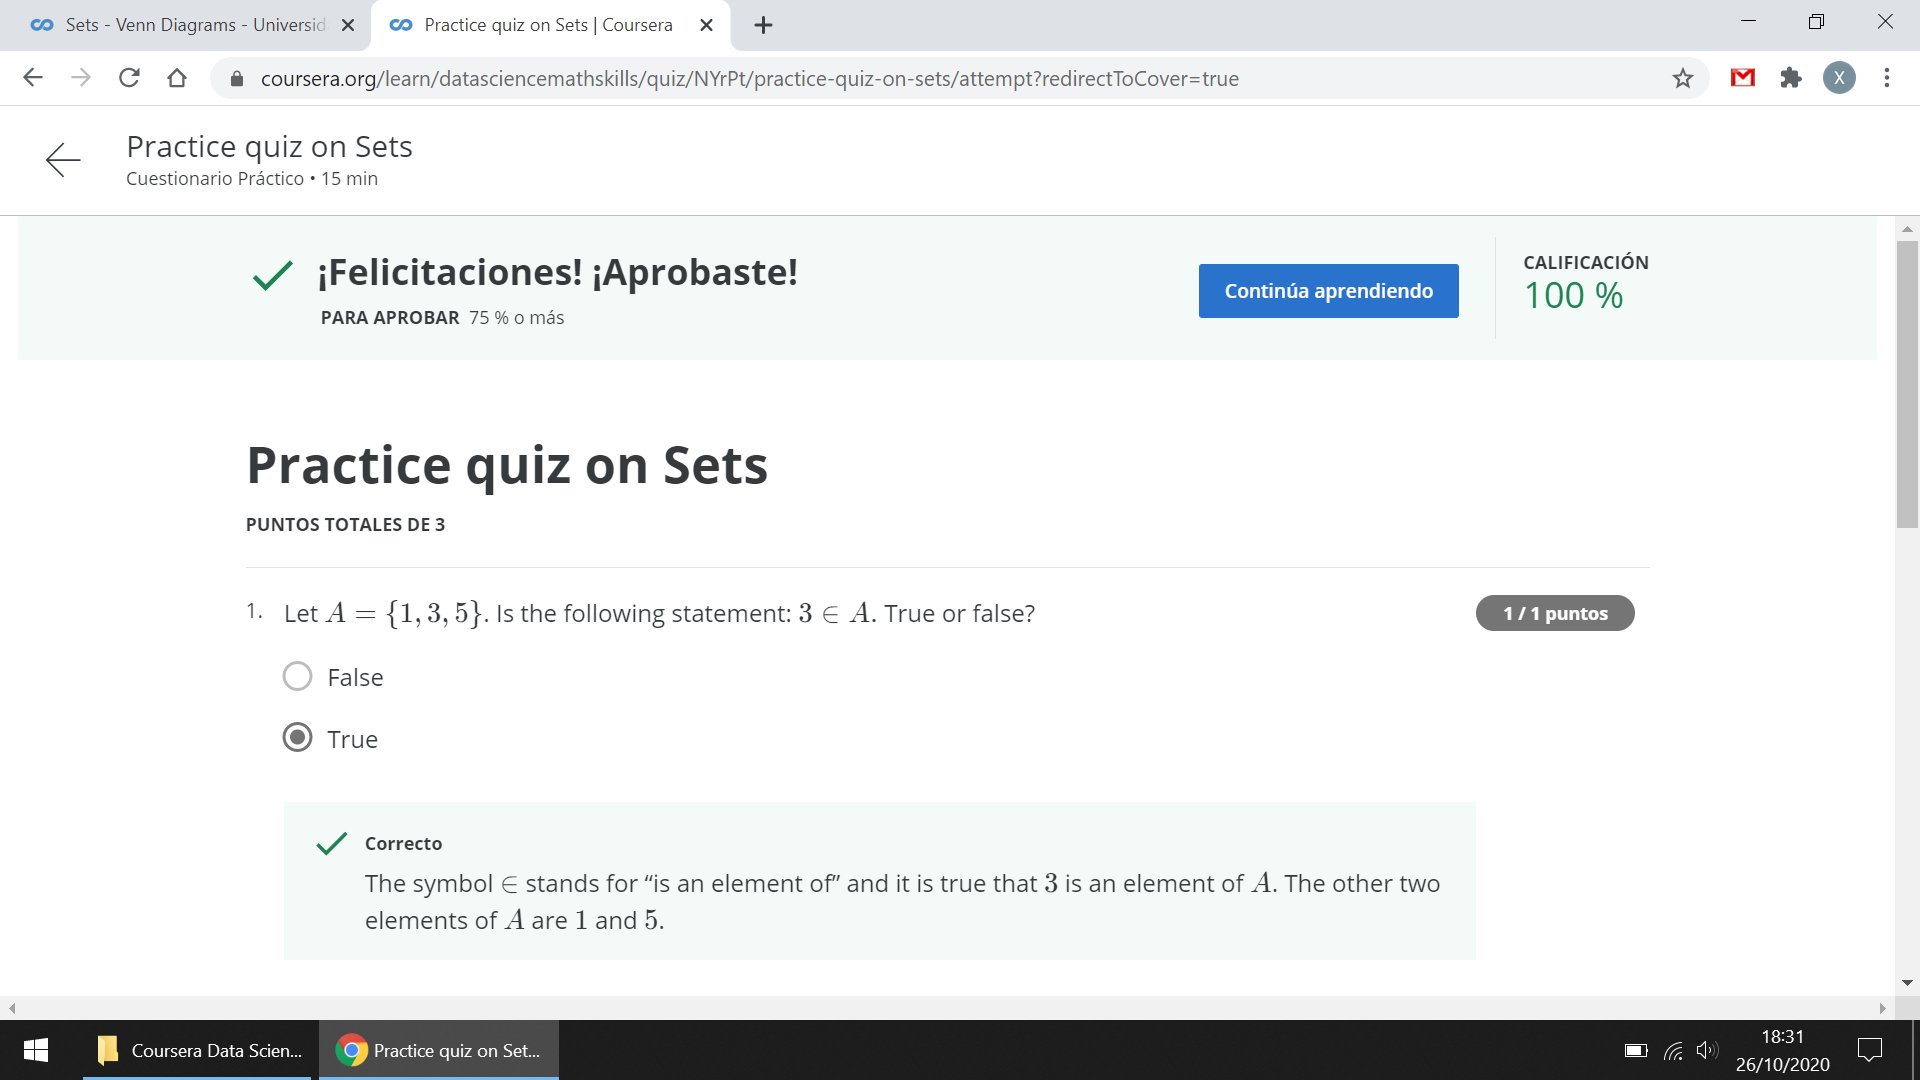 Sets - Venn Diagrams - Universid
Practice quiz on Sets | Coursera
coursera.org/learn/datasciencemathskills/quiz/NYrPt/practice-quiz-on-sets/attempt?redirectToCover=true
X
Practice quiz on Sets
Cuestionario Práctico • 15 min
¡Felicitaciones! ¡Aprobaste!
PARA APROBAR 75 % o más
Continúa aprendiendo
CALIFICACIÓN
100 %
Practice quiz on Sets
PUNTOS TOTALES DE 3
1. Let A = {1, 3, 5}. Is the following statement: 3 ∈ A. True or false?
1 / 1 puntos
False
True
Correcto
The symbol ∈ stands for “is an element of” and it is true that 3 is an element of A. The other two
elements of A are 1 and 5.
Coursera Data Scien...
Practice quiz on Set...
18:31
26/10/2020